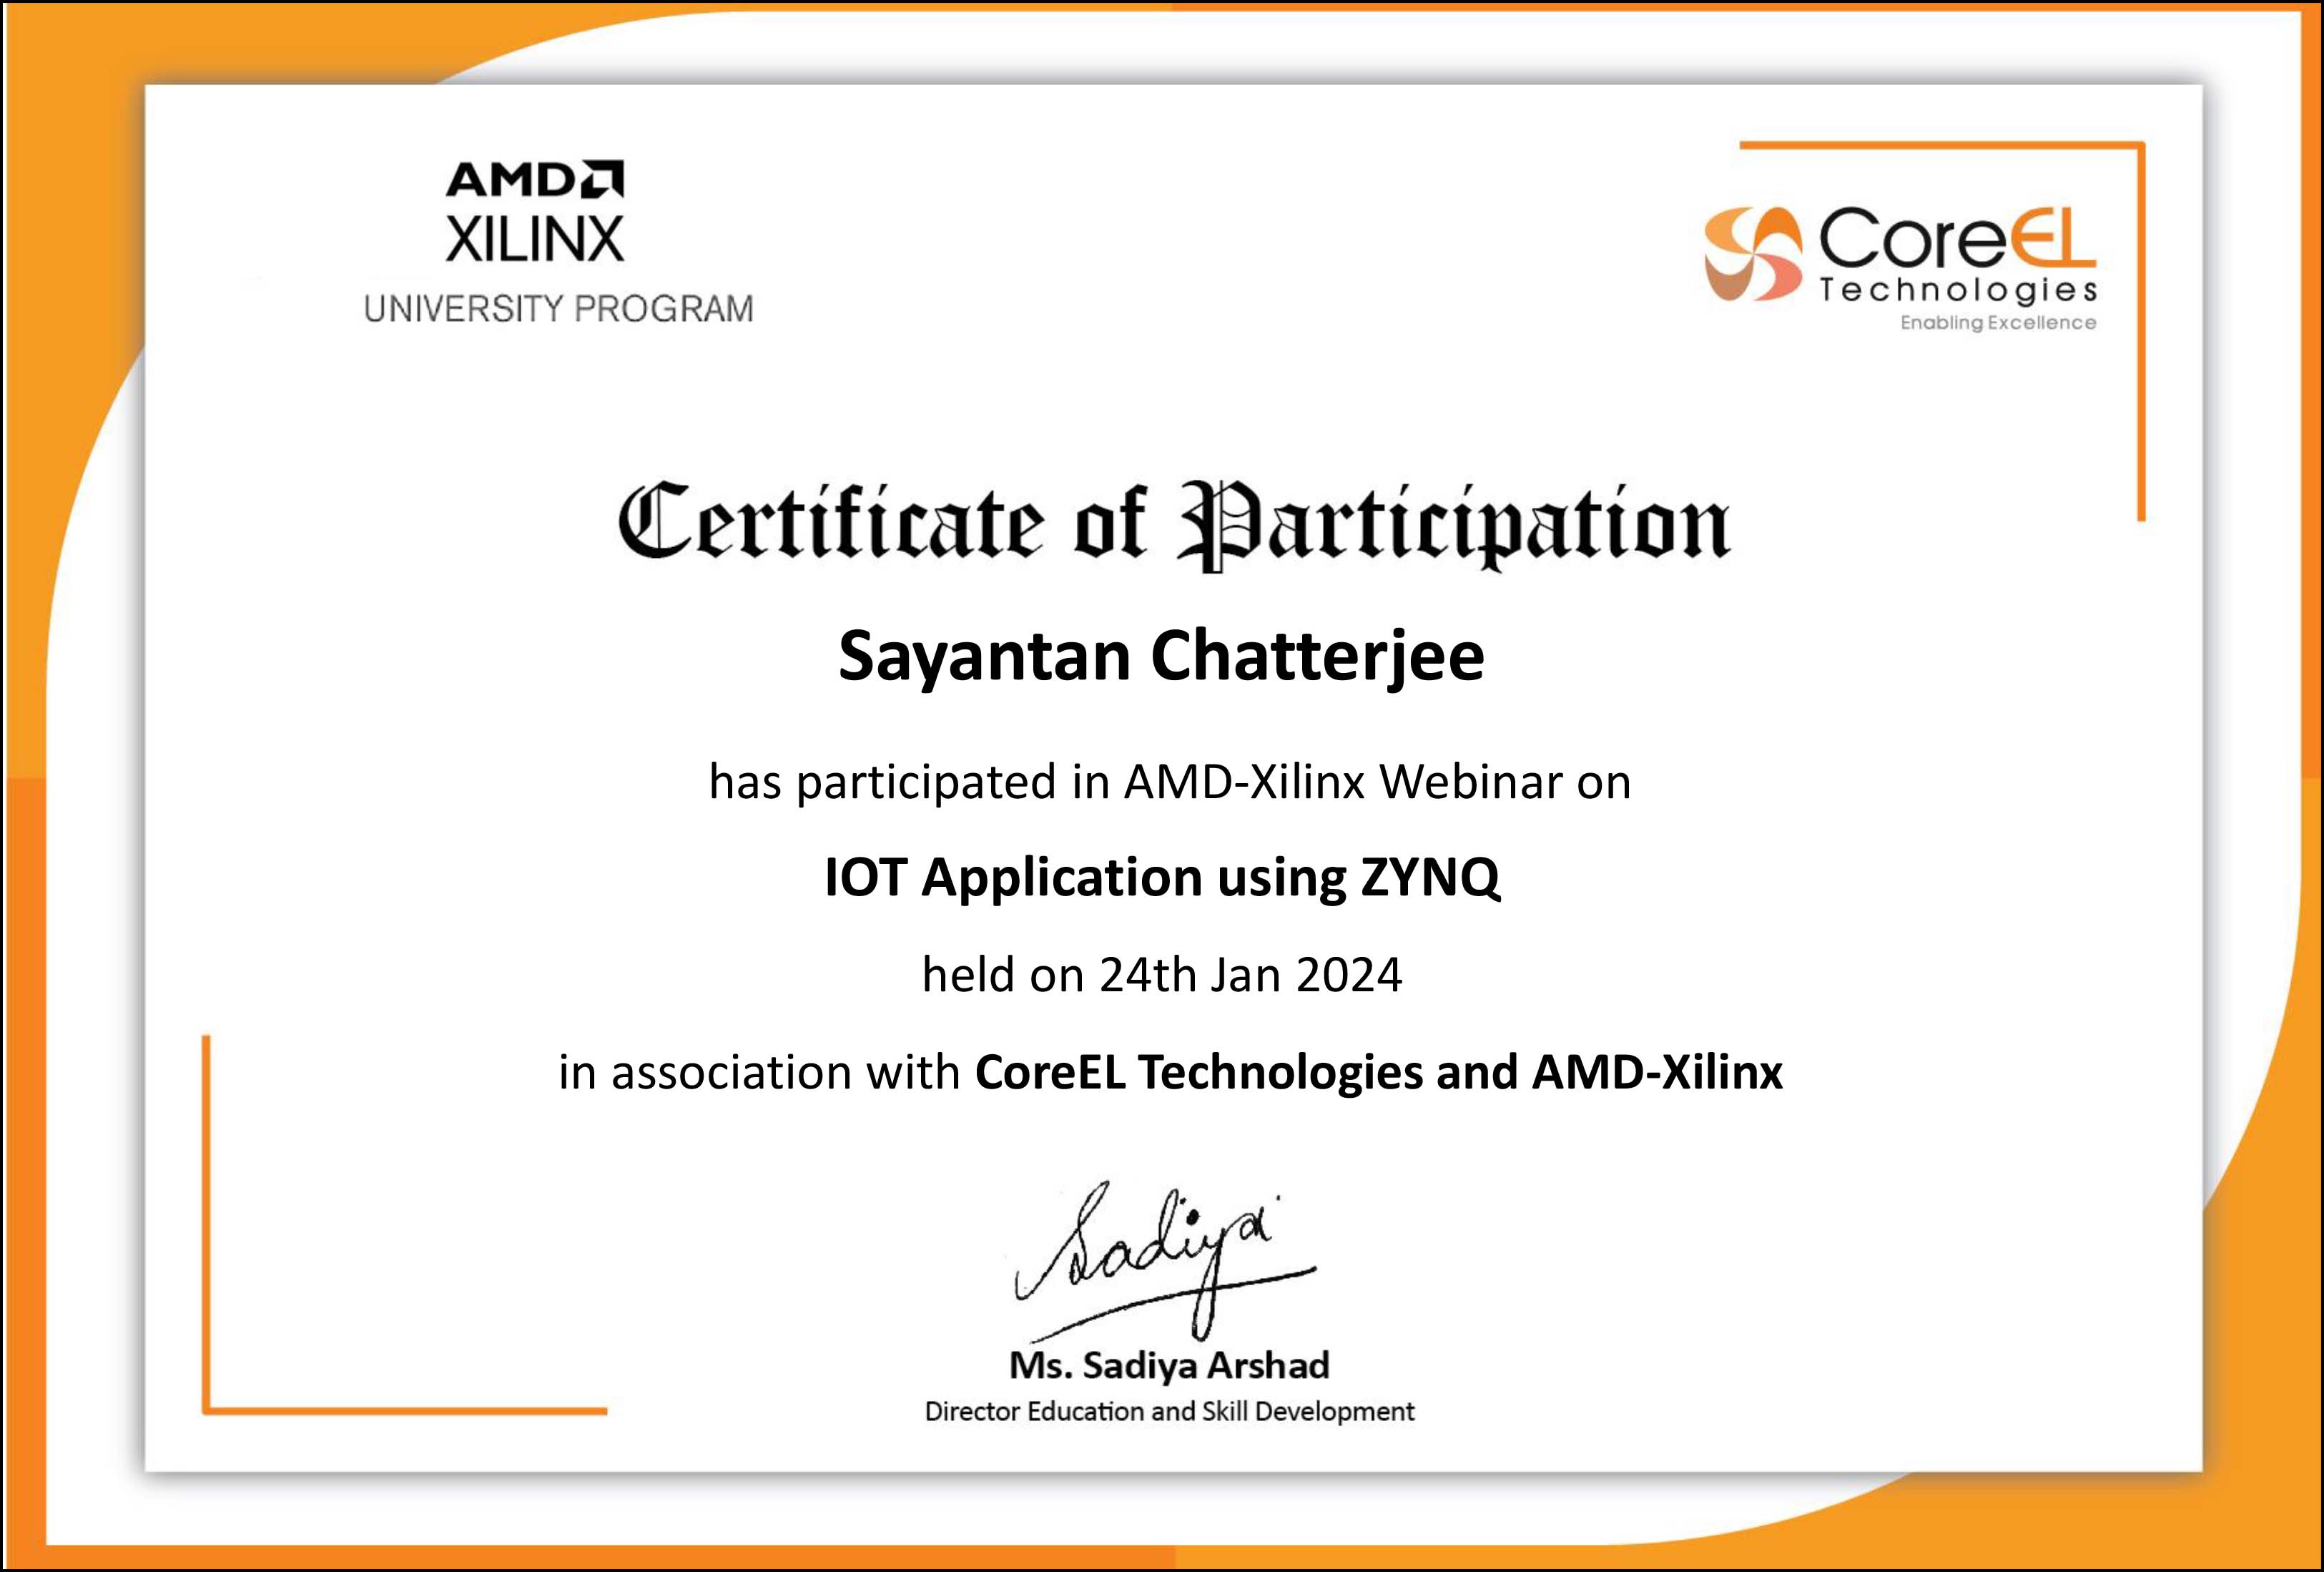 AMD
XILINX
UNIVERSITY PROGRAM
CoreEL
Technologies
Enabling Excellence
Certificate of Participation
Sayantan Chatterjee
has participated in AMD-Xilinx Webinar on
IOT Application using ZYNQ
held on 24th Jan 2024
in association with CoreEL Technologies and AMD-Xilinx
Sadiya
Ms. Sadiya Arshad
Director Education and Skill Development